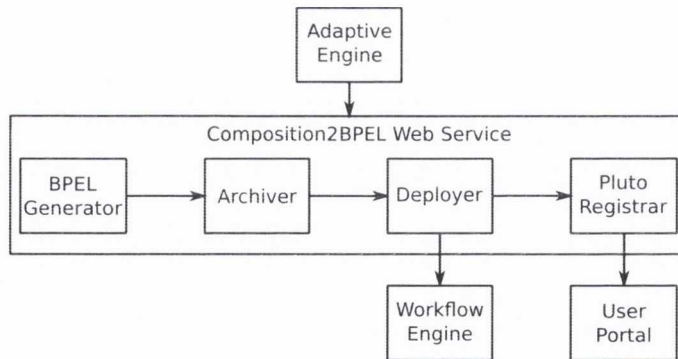 Adaptive
Engine
Composition2BPEL Web Service
BPEL
Generator
Archiver
Deployer
Pluto
Registrar
Workflow
Engine
User
Portal